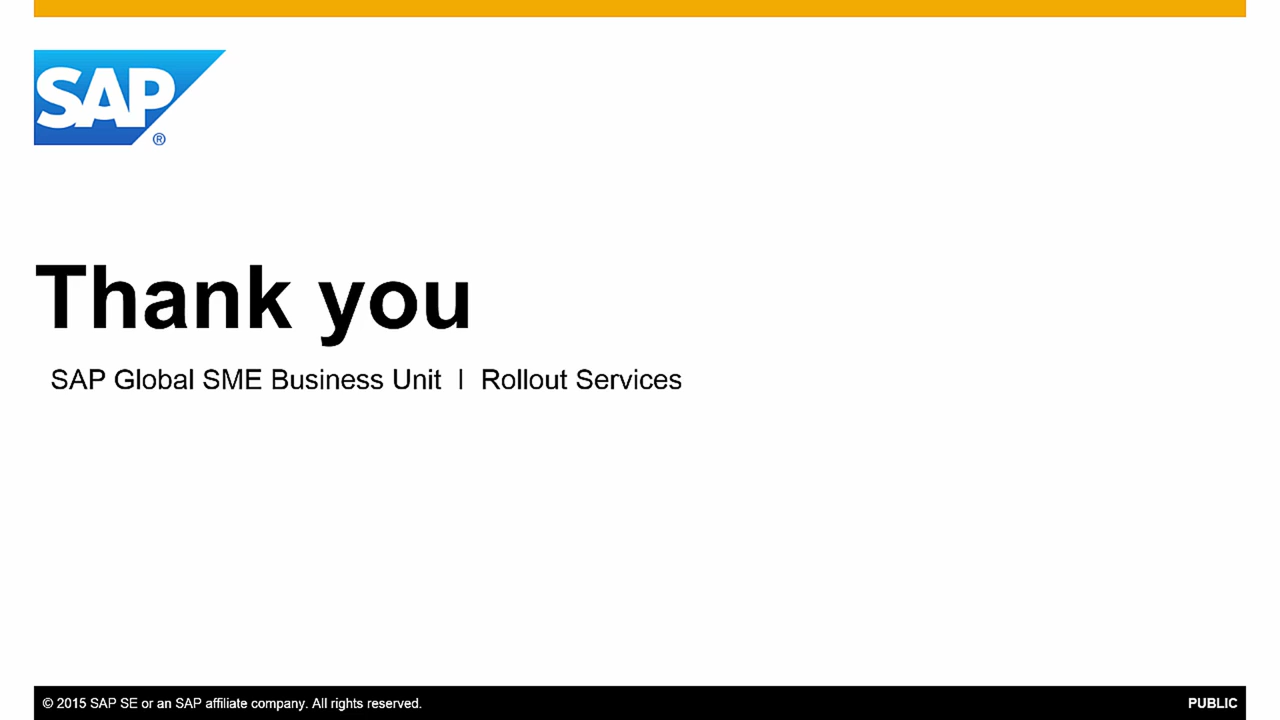 SAP
®
Thank you
SAP Global SME Business Unit | Rollout Services
© 2015 SAP SE or an SAP affiliate company. All rights reserved.
PUBLIC